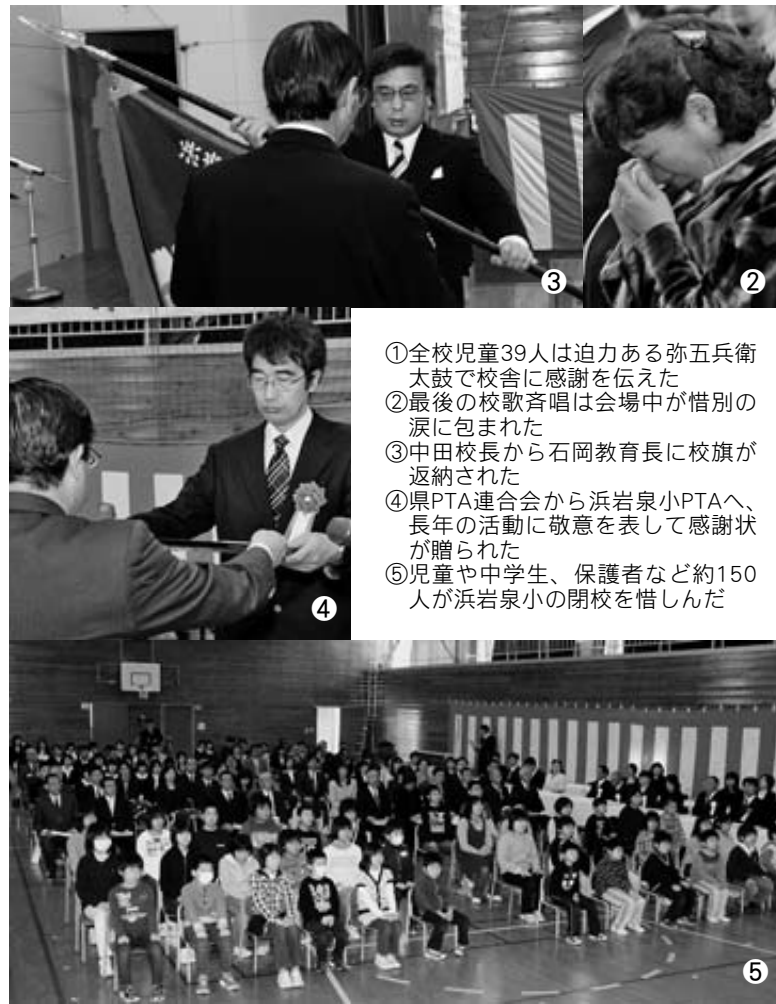 ③
②
①全校児童39人は迫力ある弥五兵衛
太鼓で校舎に感謝を伝えた
②最後の校歌斉唱は会場中が惜別の
涙に包まれた
③中田校長から石岡教育長に校旗が
返納された
④県PTA連合会から浜岩泉小PTAへ、
長年の活動に敬意を表して感謝状
が贈られた
⑤児童や中学生、保護者など約150
人が浜岩泉小の閉校を惜しんだ
④
⑤